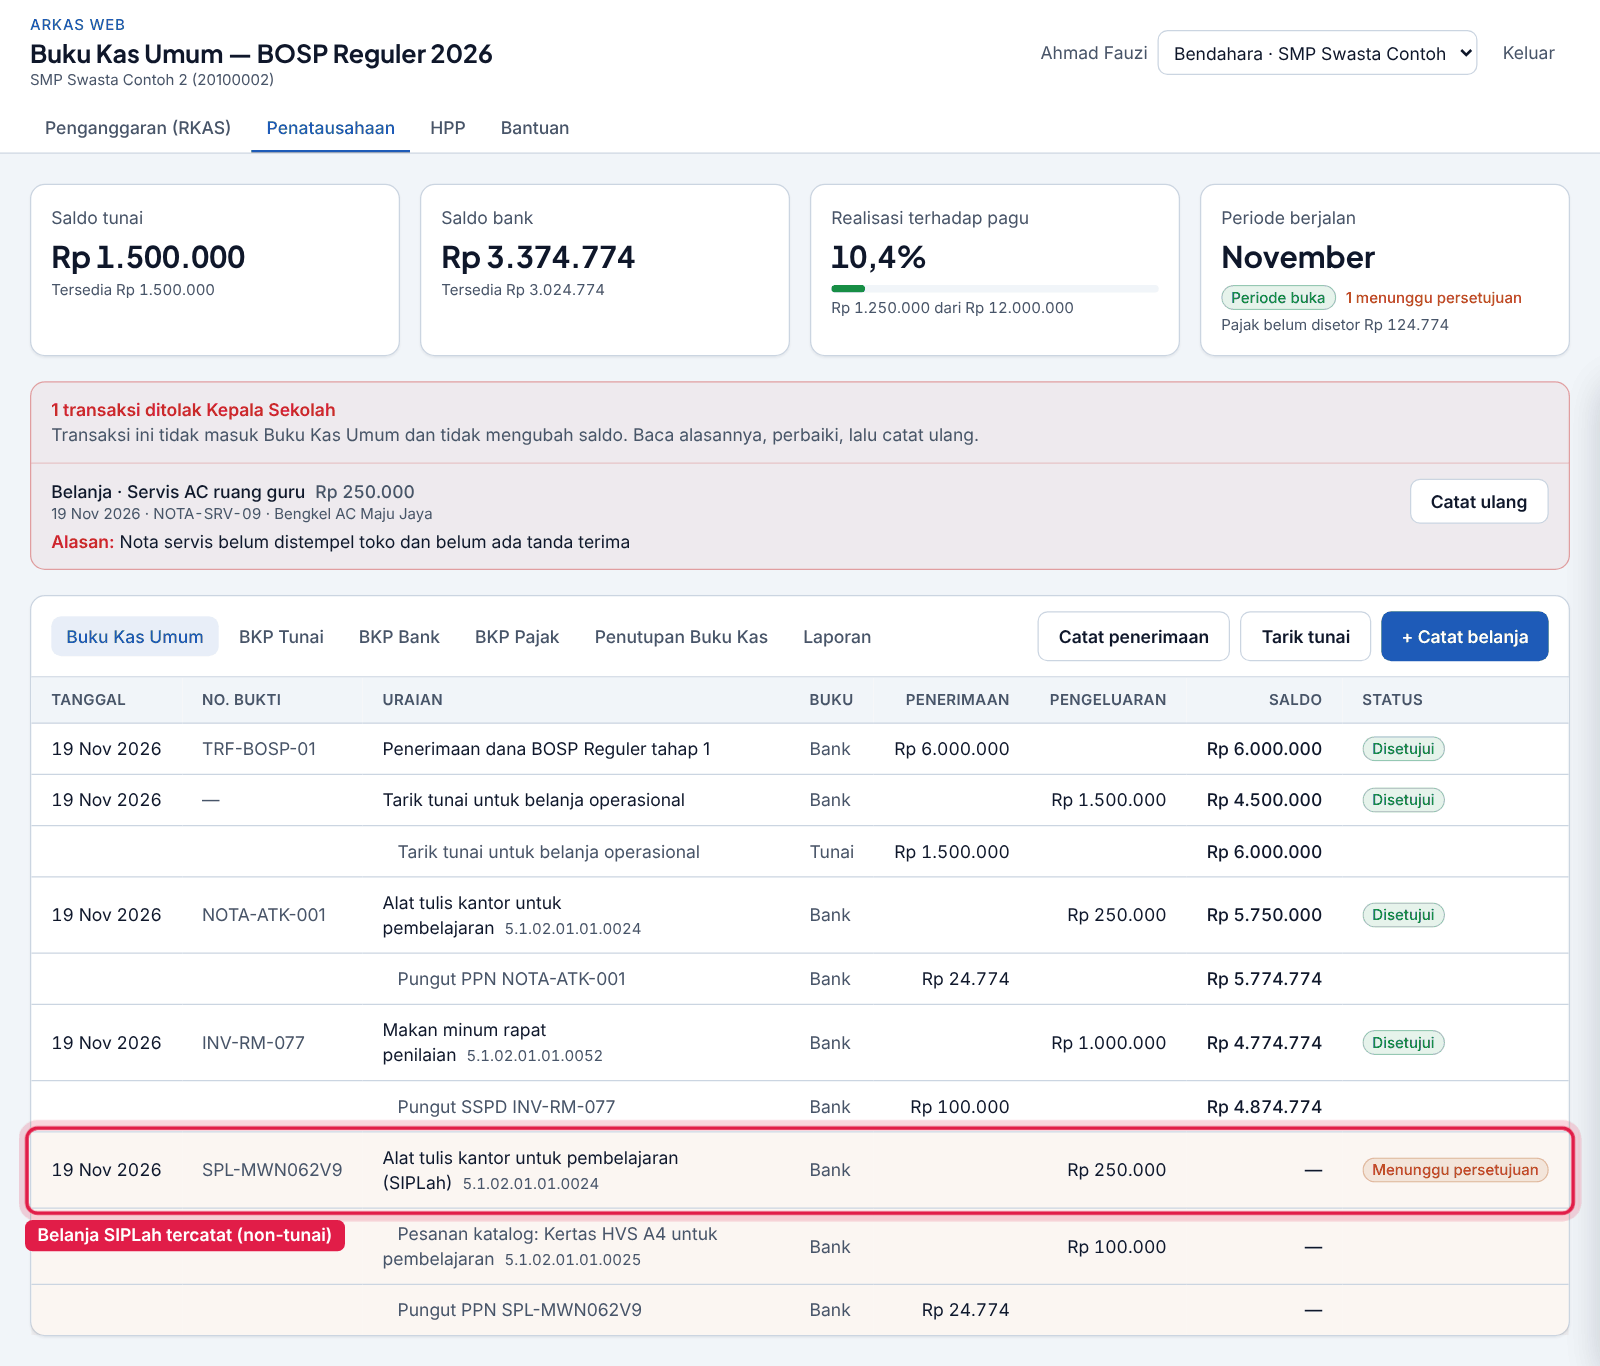 ARKAS WEB
Buku Kas Umum — BOSP Reguler 2026
SMP Swasta Contoh 2 (20100002)
Ahmad Fauzi
Bendahara · SMP Swasta Contoh
Keluar
Penganggaran (RKAS) Penatausahaan HPP Bantuan
Saldo tunai
Rp 1.500.000
Tersedia Rp 1.500.000
Saldo bank
Rp 3.374.774
Tersedia Rp 3.024.774
Realisasi terhadap pagu
10,4%
Rp 1.250.000 dari Rp 12.000.000
Periode berjalan
November
Periode buka 1 menunggu persetujuan
Pajak belum disetor Rp 124.774
1 transaksi ditolak Kepala Sekolah
Transaksi ini tidak masuk Buku Kas Umum dan tidak mengubah saldo. Baca alasannya, perbaiki, lalu catat ulang.
Belanja · Servis AC ruang guru Rp 250.000
19 Nov 2026 · NOTA-SRV-09 · Bengkel AC Maju Jaya
Alasan: Nota servis belum distempel toko dan belum ada tanda terima
Catat ulang
Buku Kas Umum BKP Tunai BKP Bank BKP Pajak Penutupan Buku Kas Laporan
Catat penerimaan Tarik tunai + Catat belanja
TANGGAL NO. BUKTI URAIAN BUKU PENERIMAAN PENGELUARAN SALDO STATUS
19 Nov 2026 TRF-BOSP-01 Penerimaan dana BOSP Reguler tahap 1 Bank Rp 6.000.000 Rp 6.000.000 Disetujui
19 Nov 2026 — Tarik tunai untuk belanja operasional Bank Rp 1.500.000 Rp 4.500.000 Disetujui
Tarik tunai untuk belanja operasional Tunai Rp 1.500.000 Rp 6.000.000
19 Nov 2026 NOTA-ATK-001 Alat tulis kantor untuk
pembelajaran 5.1.02.01.01.0024 Bank Rp 250.000 Rp 5.750.000 Disetujui
Pungut PPN NOTA-ATK-001 Bank Rp 24.774 Rp 5.774.774
19 Nov 2026 INV-RM-077 Makan minum rapat
penilaian 5.1.02.01.01.0052 Bank Rp 1.000.000 Rp 4.774.774 Disetujui
Pungut SSPD INV-RM-077 Bank Rp 100.000 Rp 4.874.774
19 Nov 2026 SPL-MWN062V9 Alat tulis kantor untuk pembelajaran
(SIPLah) 5.1.02.01.01.0024 Bank Rp 250.000 — Menunggu persetujuan
Belanja SIPLah tercatat (non-tunai)
Pesanan katalog: Kertas HVS A4 untuk
pembelajaran 5.1.02.01.01.0025 Bank Rp 100.000 —
Pungut PPN SPL-MWN062V9 Bank Rp 24.774 —